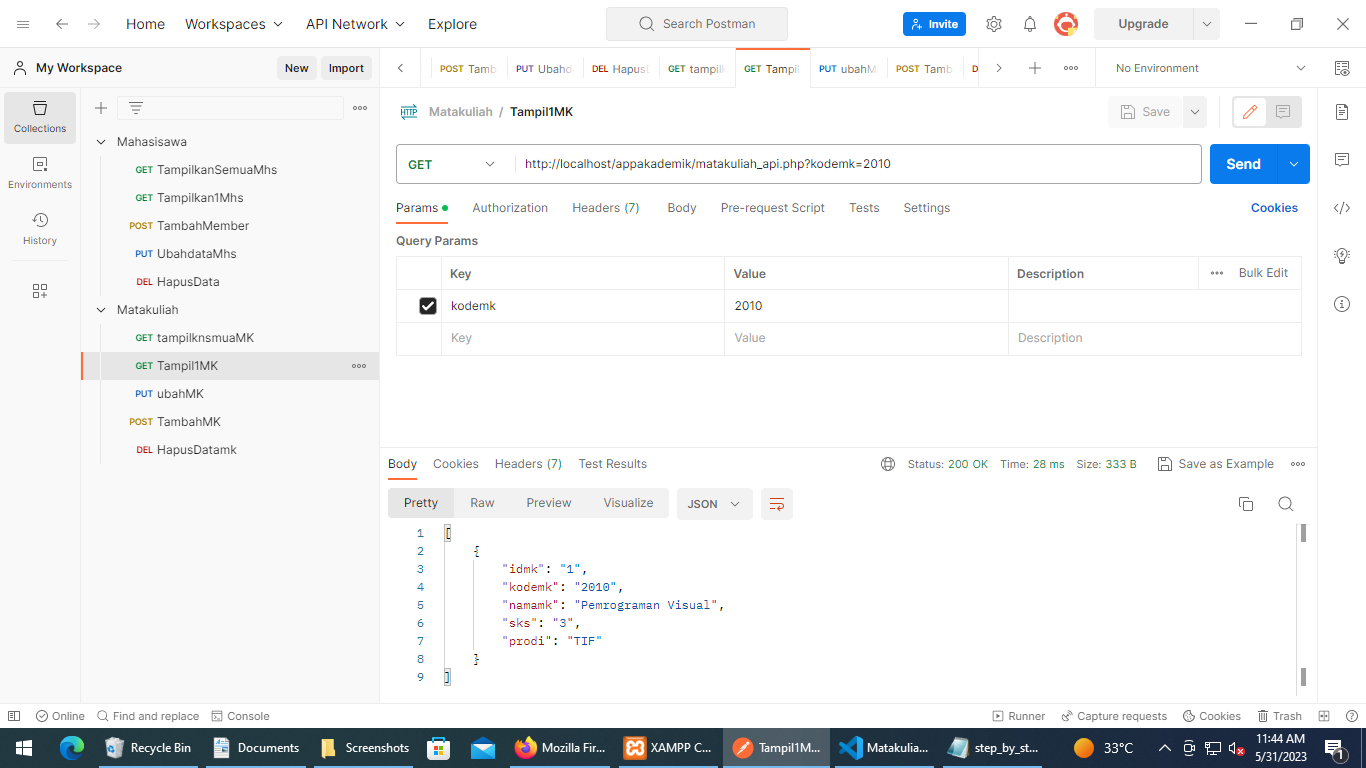 Home Workspaces API Network Explore Search Postman Invite Upgrade
My Workspace New Import
POST Tamb PUT Ubahd DEL Hapus GET tampil GET Tampil PUT ubahM POST Tamb D No Environment
Collections
Environments
History
Mahasisawa
GET TampilkanSemuaMhs
GET Tampilkan1Mhs
POST TambahMember
PUT UbahdataMhs
DEL HapusData
Matakuliah
GET tampilknsmuaMK
GET Tampil1MK
PUT ubahMK
POST TambahMK
DEL HapusDatamk
HTTP Matakuliah / Tampil1MK Save
GET http://localhost/appakademik/matakuliah_api.php?kodemk=2010 Send
Params Authorization Headers (7) Body Pre-request Script Tests Settings Cookies
Query Params
Key Value Description Bulk Edit
kodemk 2010
Key Value Description
Body Cookies Headers (7) Test Results Status: 200 OK Time: 28 ms Size: 333 B Save as Example
Pretty Raw Preview Visualize JSON
1 [
2 {
3 "idmk": "1",
4 "kodemk": "2010",
5 "namamk": "Pemrograman Visual",
6 "sks": "3",
7 "prodi": "TIF"
8 }
9 ]
Online Find and replace Console Runner Capture requests Cookies Trash
Recycle Bin Documents Screenshots Mozilla Fir... XAMPP C... Tampil1M... Matakulia... step_by_st... 33°C 11:44 AM
5/31/2023 1